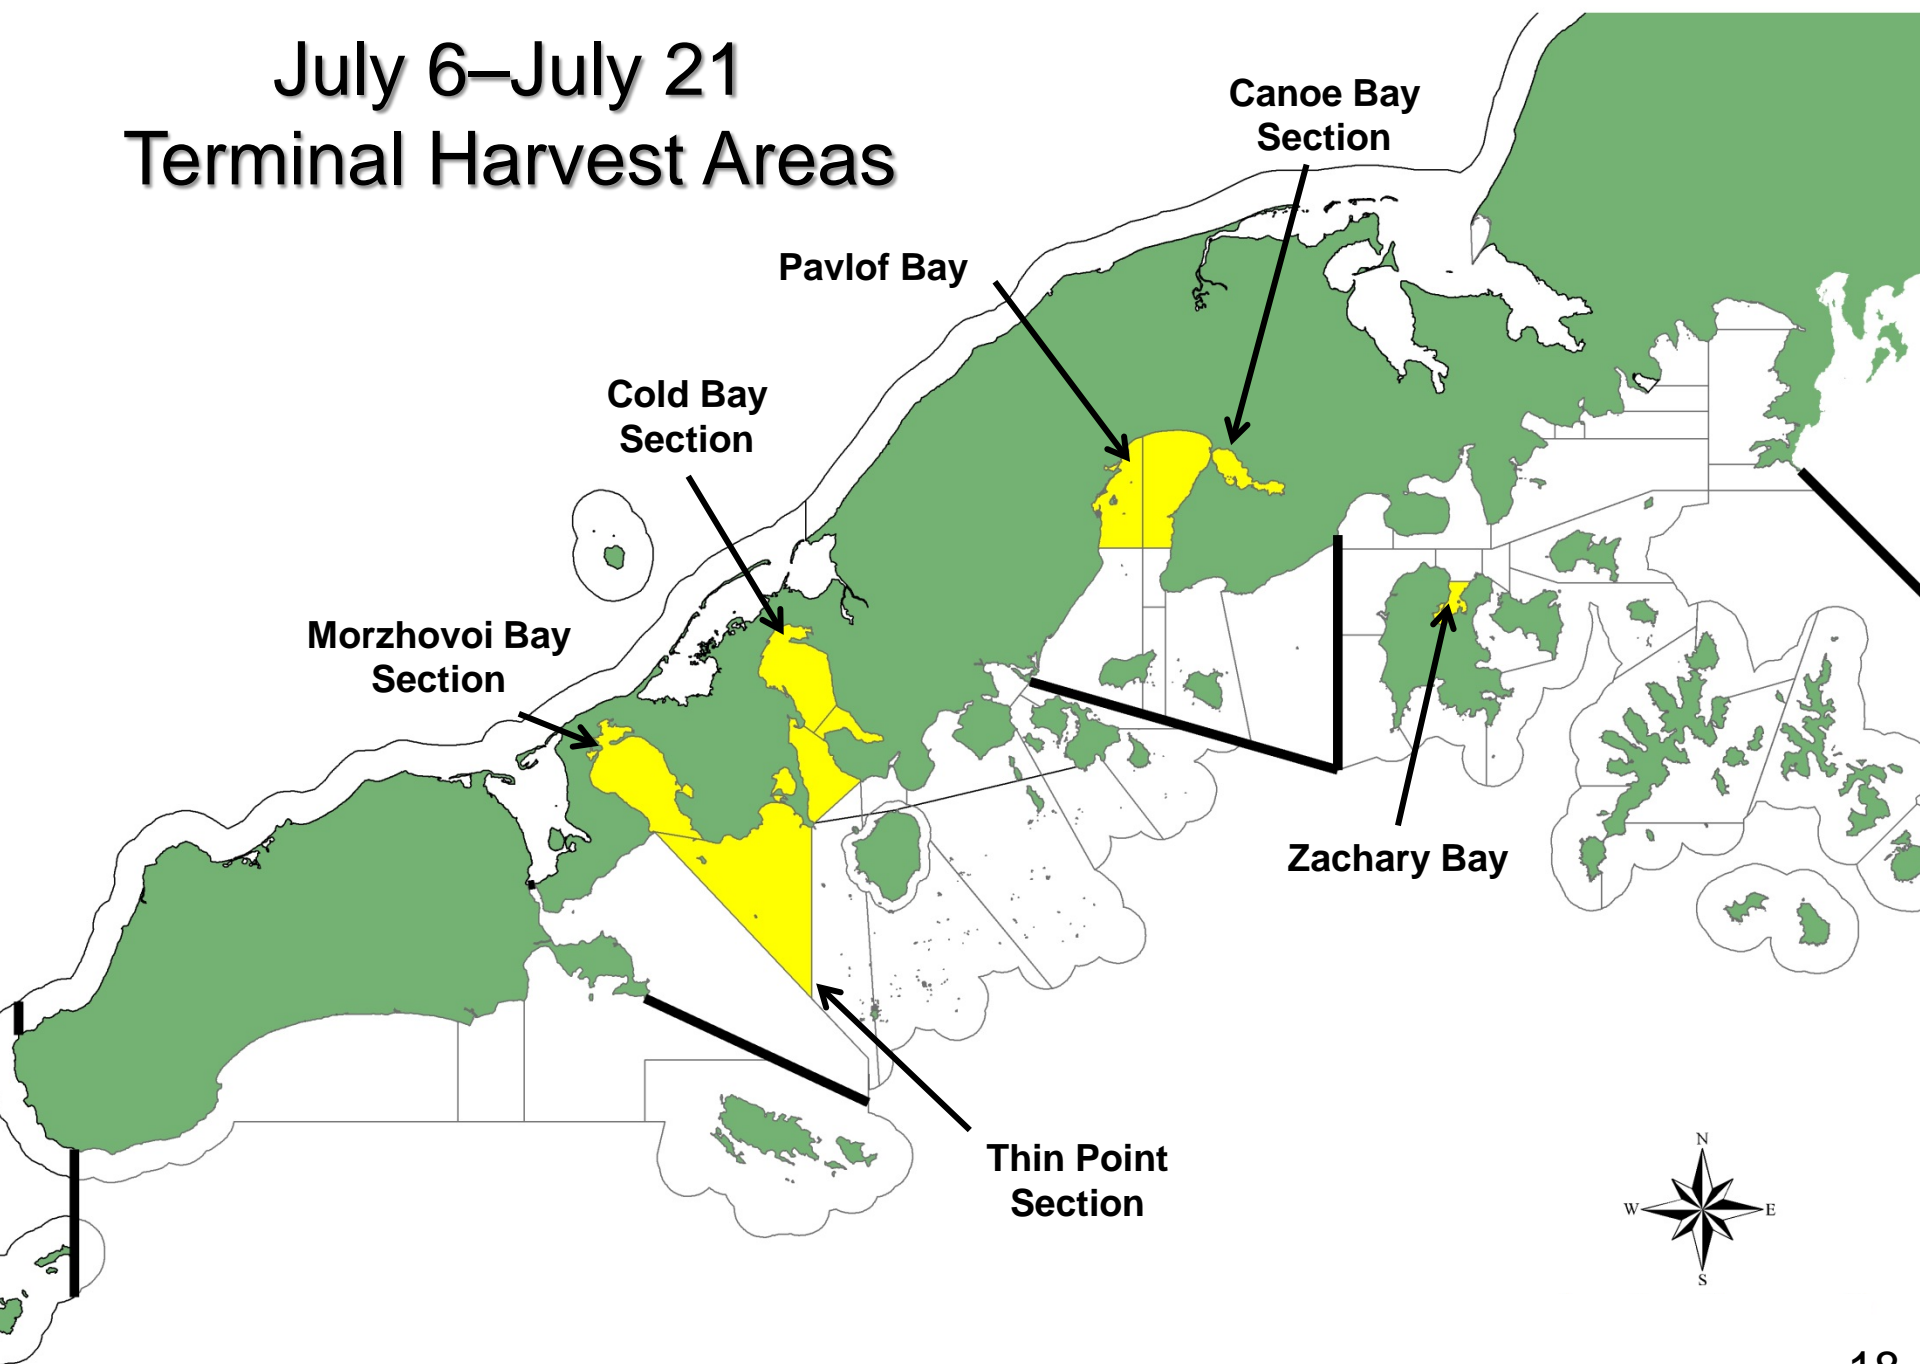 July 6–July 21
Terminal Harvest Areas
Canoe Bay
Section
Pavlof Bay
Cold Bay
Section
Morzhovoi Bay
Section
Zachary Bay
Thin Point
Section
N
W
E
S
18